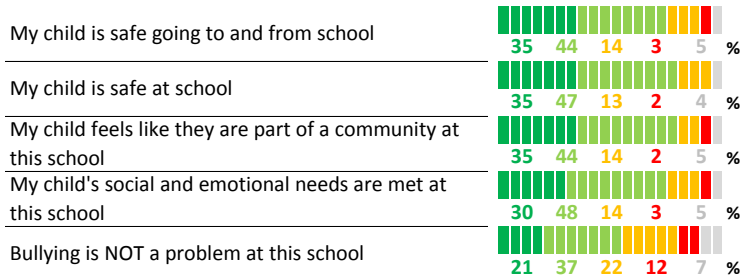 My child is safe going to and from school
35 44 14 3 5 %
My child is safe at school
35 47 13 2 4 %
My child feels like they are part of a community at
this school
35 44 14 2 5 %
My child's social and emotional needs are met at
this school
30 48 14 3 5 %
Bullying is NOT a problem at this school
21 37 22 12 7 %